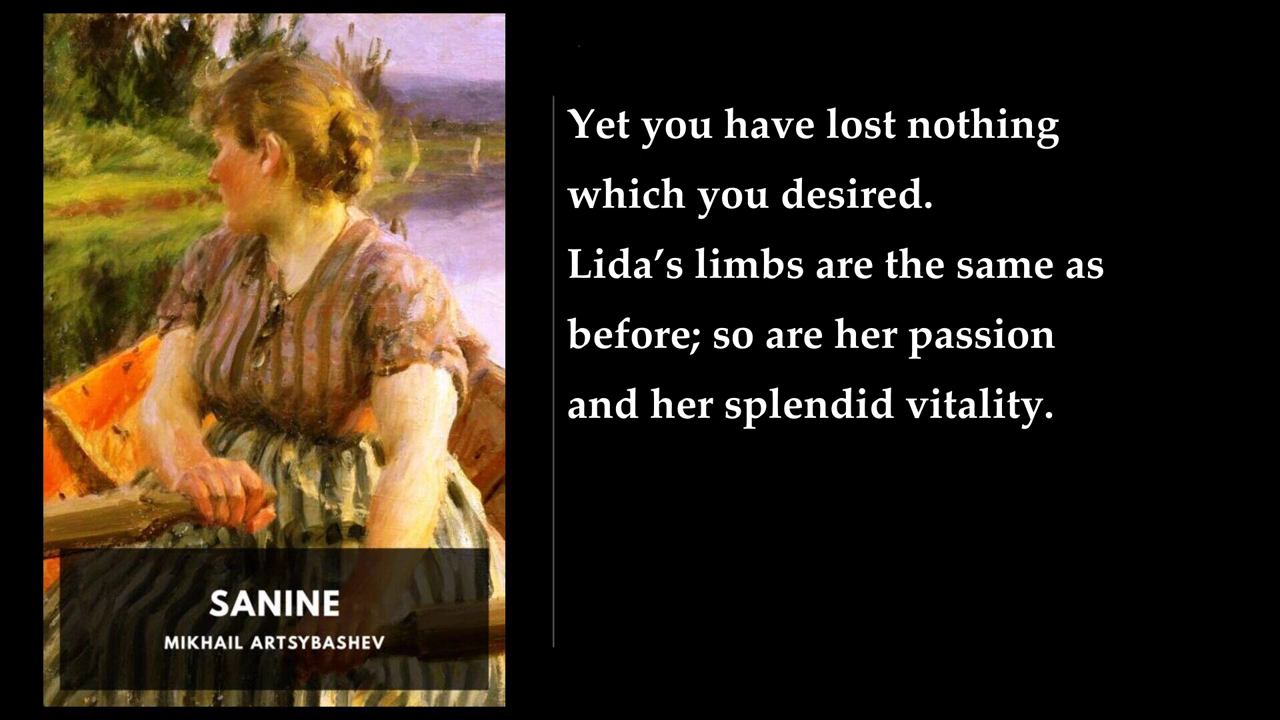 Yet you have lost nothing
which you desired.
Lida’s limbs are the same as
before; so are her passion
and her splendid vitality.
SANINE
MIKHAIL ARTSYBASHEV